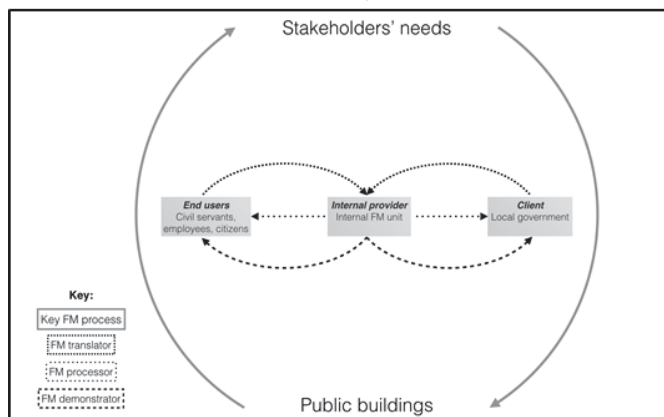 Stakeholders' needs
End users
Civil servants,
employees, citizens
Internal provider
Internal FM unit
Client
Local government
Key:
Key FM process
FM translator
FM processor
FM demonstrator
Public buildings